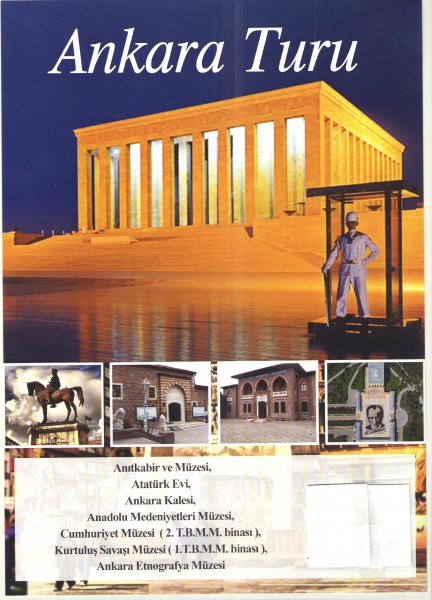 Ankara Turu
Anıtkabir ve Müzesi,
Atatürk Evi,
Ankara Kalesi,
Anadolu Medeniyetleri Müzesi,
Cumhuriyet Müzesi ( 2. T.B.M.M. binası ),
Kurtuluş Savaşı Müzesi ( 1.T.B.M.M. binası ),
Ankara Etnografya Müzesi